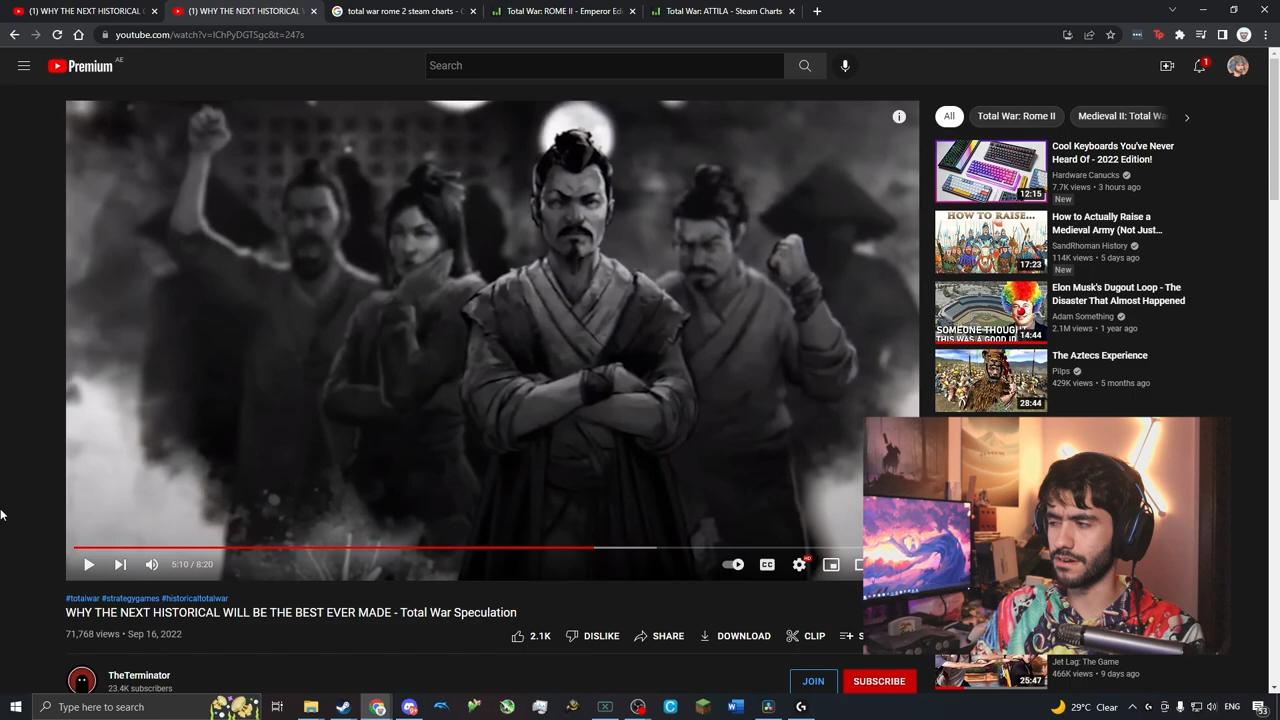 (1) WHY THE NEXT HISTORICAL C
(1) WHY THE NEXT HISTORICAL
total war rome 2 steam charts -
Total War: ROME II - Emperor Ed
Total War: ATTILA - Steam Charts
youtube.com/watch?v=IChPyDGTSgc&t=247s
Premium
AE
Search
1
All
Total War: Rome II
Medieval II: Total Wa
Cool Keyboards You've Never
Heard Of - 2022 Edition!
Hardware Canucks
7.7K views • 3 hours ago
New
12:15
HOW TO RAISE...
17:23
How to Actually Raise a
Medieval Army (Not Just...
SandRhoman History
114K views • 5 days ago
New
SOMEONE THOUGHT
THIS WAS A GOOD ID
14:44
Elon Musk's Dugout Loop - The
Disaster That Almost Happened
Adam Something
2.1M views • 1 year ago
28:44
The Aztecs Experience
Pilps
429K views • 5 months ago
5:10 / 8:20
HD
#totalwar #strategygames #historicaltotalwar
WHY THE NEXT HISTORICAL WILL BE THE BEST EVER MADE - Total War Speculation
71,768 views • Sep 16, 2022
2.1K
DISLIKE
SHARE
DOWNLOAD
CLIP
S
TheTerminator
23.4K subscribers
JOIN
SUBSCRIBE
25:47
Jet Lag: The Game
466K views • 9 days ago
Type here to search
29°C Clear
ENG
53